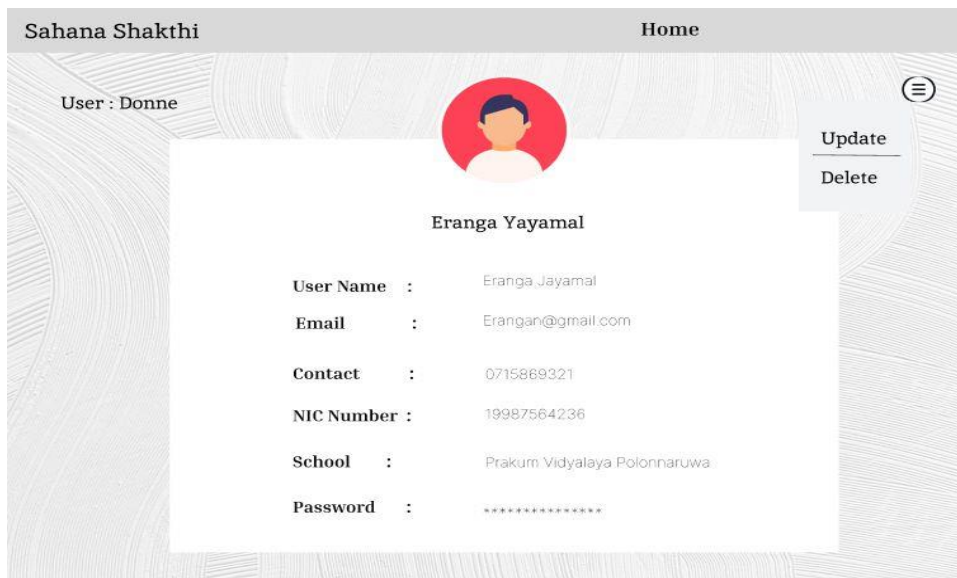 Sahana Shakthi Home
User : Donne
Update
Delete
Eranga Yayamal
User Name : Eranga Jayamal
Email : Erangan@gmail.com
Contact : 0715869321
NIC Number : 19987564236
School : Prakum Vidyalaya Polonnaruwa
Password : ***************